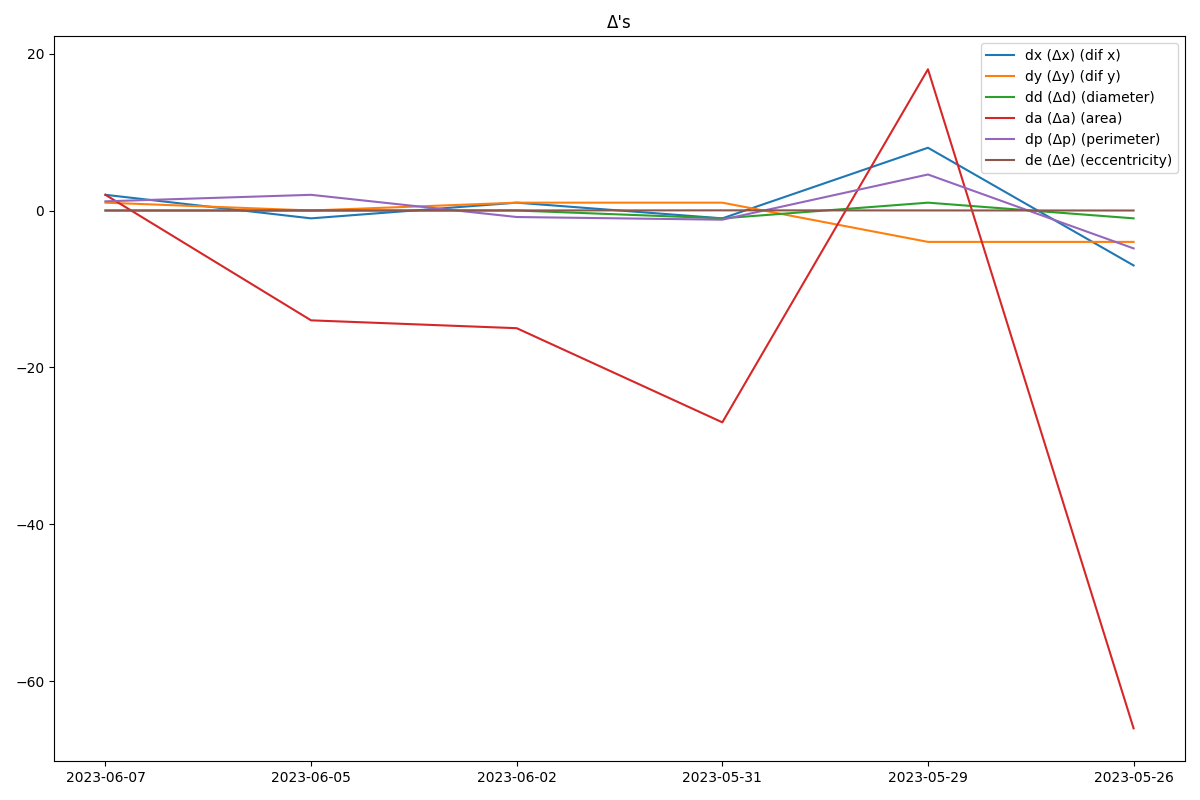 Δ's
dx (Δx) (dif x)
dy (Δy) (dif y)
dd (Δd) (diameter)
da (Δa) (area)
dp (Δp) (perimeter)
de (Δe) (eccentricity)
20
0
−20
−40
−60
2023-06-07 2023-06-05 2023-06-02 2023-05-31 2023-05-29 2023-05-26